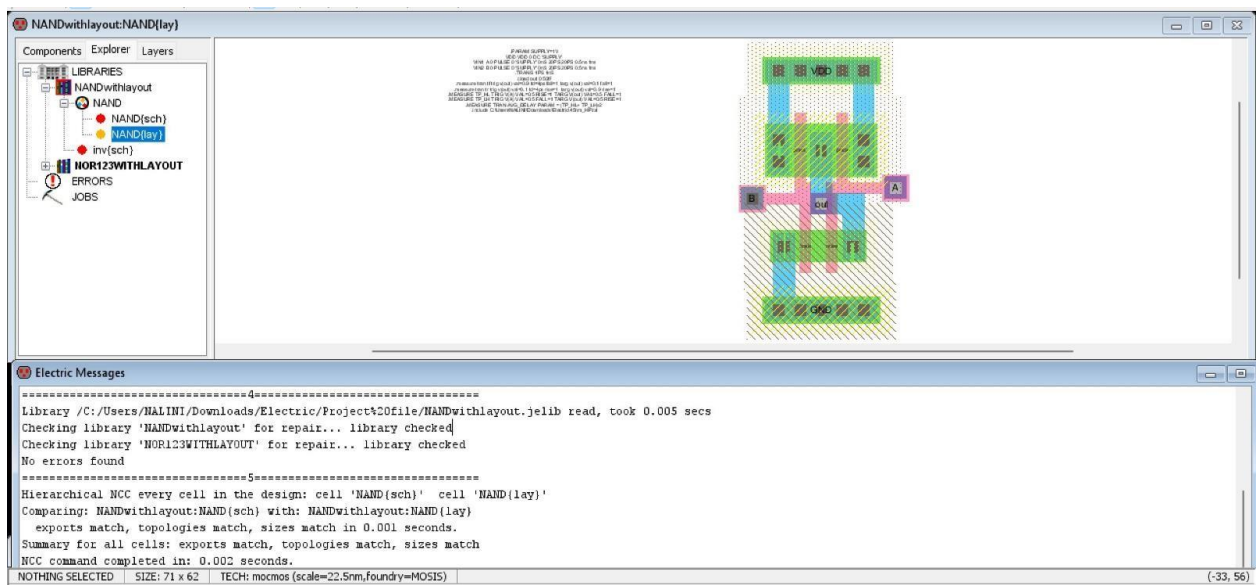 NANDwithlayout:NAND{lay}
Components Explorer Layers
LIBRARIES
NANDwithlayout
NAND
NAND{sch}
NAND{lay}
inv{sch}
NOR123WITHLAYOUT
ERRORS
JOBS
VDD
A
B
out
GND
Electric Messages
=================================4=================================
Library /C:/Users/NALINI/Downloads/Electric/Project%20file/NANDwithlayout.jelib read, took 0.005 secs
Checking library 'NANDwithlayout' for repair... library checked
Checking library 'NOR123WITHLAYOUT' for repair... library checked
No errors found
=================================5=================================
Hierarchical NCC every cell in the design: cell 'NAND{sch}' cell 'NAND{lay}'
Comparing: NANDwithlayout:NAND{sch} with: NANDwithlayout:NAND{lay}
exports match, topologies match, sizes match in 0.001 seconds.
Summary for all cells: exports match, topologies match, sizes match
NCC command completed in: 0.002 seconds.
NOTHING SELECTED SIZE: 71 x 62 TECH: mocmos (scale=22.5nm,foundry=MOSIS) (-33, 56)